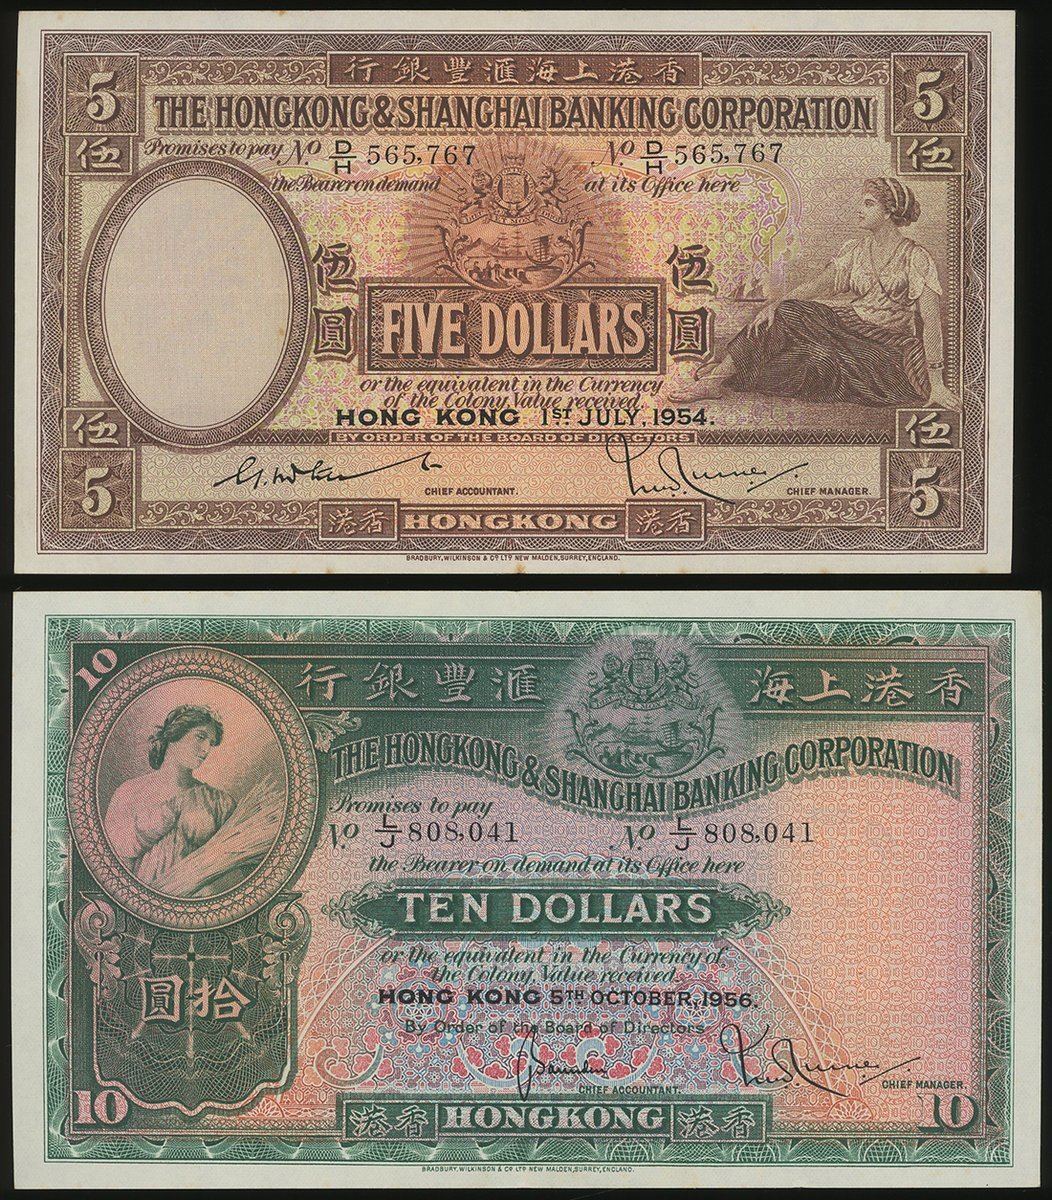 行銀豐滙海上港香
5
5
THE HONGKONG & SHANGHAI BANKING CORPORATION
伍
伍
Promises to pay No D/H 565,767 No D/H 565,767
the Bearer on demand at its Office here
伍圓
伍圓
FIVE DOLLARS
or the equivalent in the Currency
of the Colony Value received
HONG KONG 1ST JULY, 1954.
伍
伍
BY ORDER OF THE BOARD OF DIRECTORS
5
5
CHIEF ACCOUNTANT. CHIEF MANAGER.
港香 HONGKONG 港香
BRADBURY, WILKINSON & Co LTD NEW MALDEN, SURREY, ENGLAND.
10
行銀豐滙 海上港香
THE HONGKONG & SHANGHAI BANKING CORPORATION
Promises to pay
No L/J 808,041 No L/J 808,041
the Bearer on demand at its Office here
TEN DOLLARS
or the equivalent in the Currency of
the Colony Value received
圓拾
HONG KONG 5TH OCTOBER, 1956.
By Order of the Board of Directors
CHIEF ACCOUNTANT. CHIEF MANAGER.
10
10
港香 HONGKONG 港香
BRADBURY, WILKINSON & Co LTD NEW MALDEN, SURREY, ENGLAND.